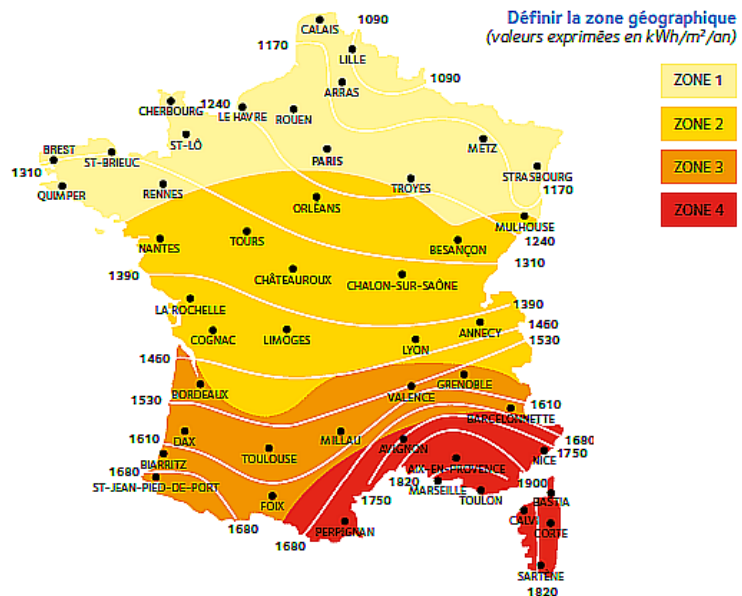 Définir la zone géographique
(valeurs exprimées en kWh/m²/an)
ZONE 1
ZONE 2
ZONE 3
ZONE 4
1090
CALAIS
1170
LILLE
1090
ARRAS
CHERBOURG
1240
LE HAVRE
ROUEN
ST-LÔ
METZ
BREST
ST-BRIEUC
PARIS
1310
STRASBOURG
QUIMPER
RENNES
TROYES
1170
ORLÉANS
MULHOUSE
NANTES
TOURS
BESANÇON
1240
1310
1390
CHÂTEAUROUX
CHALON-SUR-SAÔNE
LA ROCHELLE
1390
COGNAC
LIMOGES
ANNECY
1460
LYON
1530
1460
BORDEAUX
GRENOBLE
VALENCE
1530
1610
BARCELONNETTE
1610
DAX
MILLAU
AVIGNON
1680
BIARRITZ
TOULOUSE
NICE
1750
1680
AIX-EN-PROVENCE
ST-JEAN-PIED-DE-PORT
1820
MARSEILLE
1900
FOIX
1750
TOULON
BASTIA
1680
PERPIGNAN
CALVI
CORTE
1680
SARTENE
1820